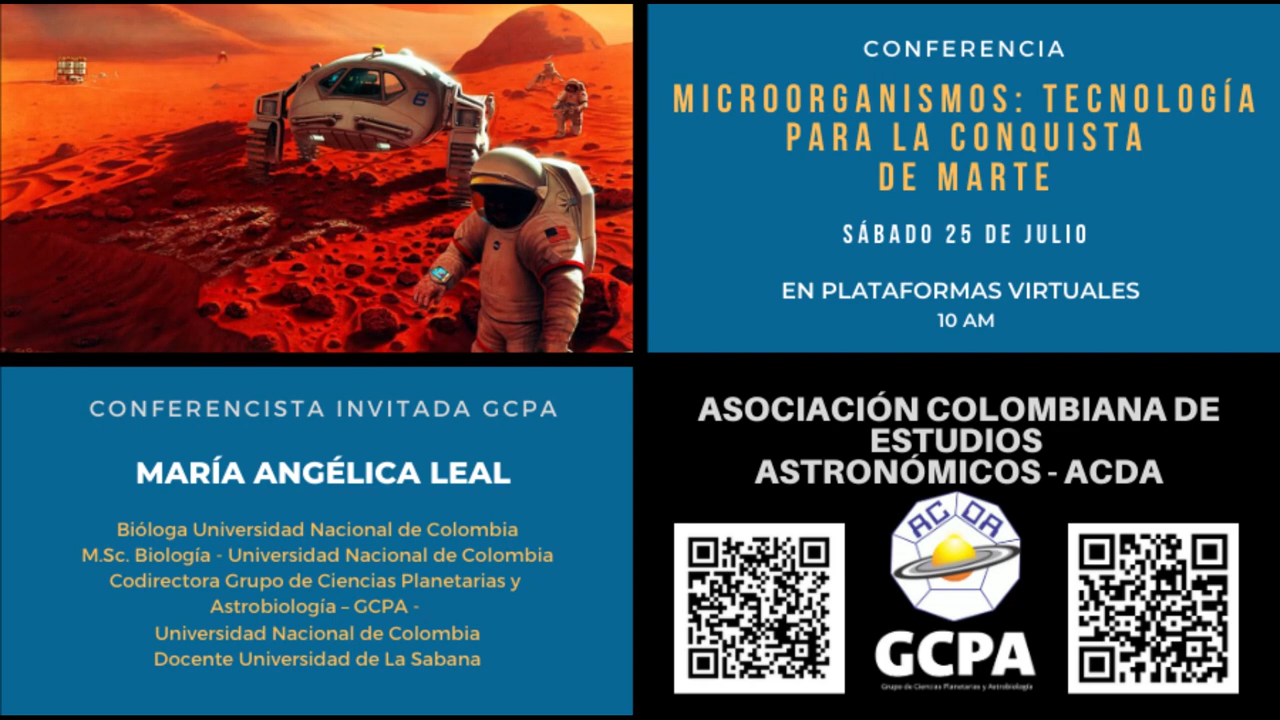 6
CONFERENCIA
MICROORGANISMOS: TECNOLOGÍA
PARA LA CONQUISTA
DE MARTE
SÁBADO 25 DE JULIO
EN PLATAFORMAS VIRTUALES
10 AM
CONFERENCISTA INVITADA GCPA
MARÍA ANGÉLICA LEAL
Bióloga Universidad Nacional de Colombia
M.Sc. Biología - Universidad Nacional de Colombia
Codirectora Grupo de Ciencias Planetarias y
Astrobiología – GCPA -
Universidad Nacional de Colombia
Docente Universidad de La Sabana
ASOCIACIÓN COLOMBIANA DE
ESTUDIOS
ASTRONÓMICOS - ACDA
ACDA
GCPA
Grupo de Ciencias Planetarias y Astrobiología